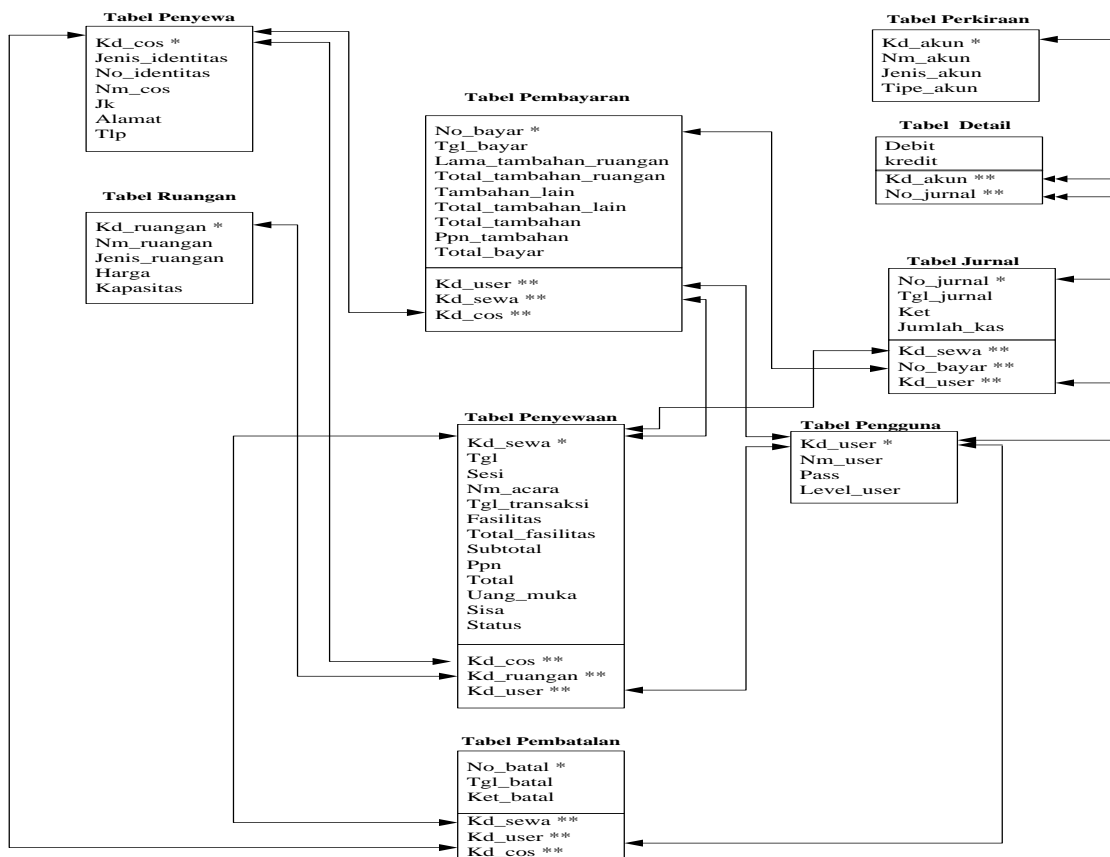 Tabel Penyewa
Kd_cos *
Jenis_identitas
No_identitas
Nm_cos
Jk
Alamat
Tlp
Tabel Ruangan
Kd_ruangan *
Nm_ruangan
Jenis_ruangan
Harga
Kapasitas
Tabel Pembayaran
No_bayar *
Tgl_bayar
Lama_tambahan_ruangan
Total_tambahan_ruangan
Tambahan_lain
Total_tambahan_lain
Total_tambahan
Ppn_tambahan
Total_bayar
Kd_user **
Kd_sewa **
Kd_cos **
Tabel Penyewaan
Kd_sewa *
Tgl
Sesi
Nm_acara
Tgl_transaksi
Fasilitas
Total_fasilitas
Subtotal
Ppn
Total
Uang_muka
Sisa
Status
Kd_cos **
Kd_ruangan **
Kd_user **
Tabel Pembatalan
No_batal *
Tgl_batal
Ket_batal
Kd_sewa **
Kd_user **
Kd_cos **
Tabel Perkiraan
Kd_akun *
Nm_akun
Jenis_akun
Tipe_akun
Tabel Detail
Debit
kredit
Kd_akun **
No_jurnal **
Tabel Jurnal
No_jurnal *
Tgl_jurnal
Ket
Jumlah_kas
Kd_sewa **
No_bayar **
Kd_user **
Tabel Pengguna
Kd_user *
Nm_user
Pass
Level_user